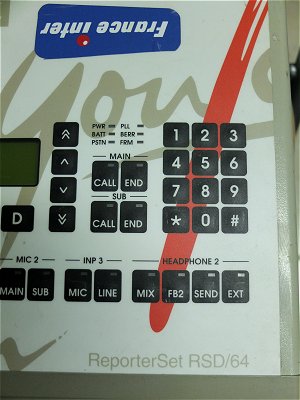 France Inter
you
PWR PLL
BATT BERR
PSTN FRM
MAIN
CALL END
SUB
CALL END
1 2 3
4 5 6
7 8 9
* 0 #
D
MIC 2 INP 3 HEADPHONE 2
MAIN SUB MIC LINE MIX FB2 SEND EXT
ReporterSet RSD/64